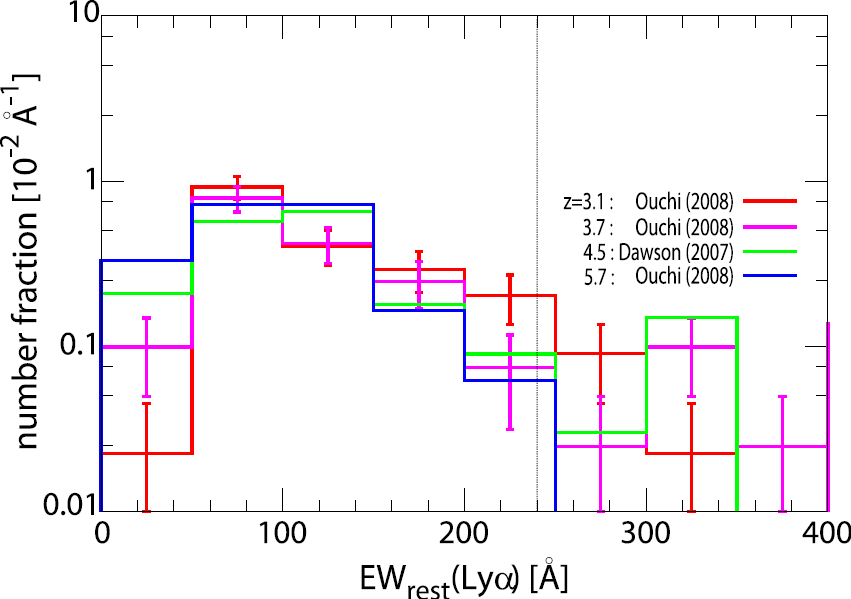 10
1
0.1
0.01
number fraction [10⁻² Å⁻¹]
z=3.1 : Ouchi (2008)
3.7 : Ouchi (2008)
4.5 : Dawson (2007)
5.7 : Ouchi (2008)
0 100 200 300 400
EW_rest(Lyα) [Å]